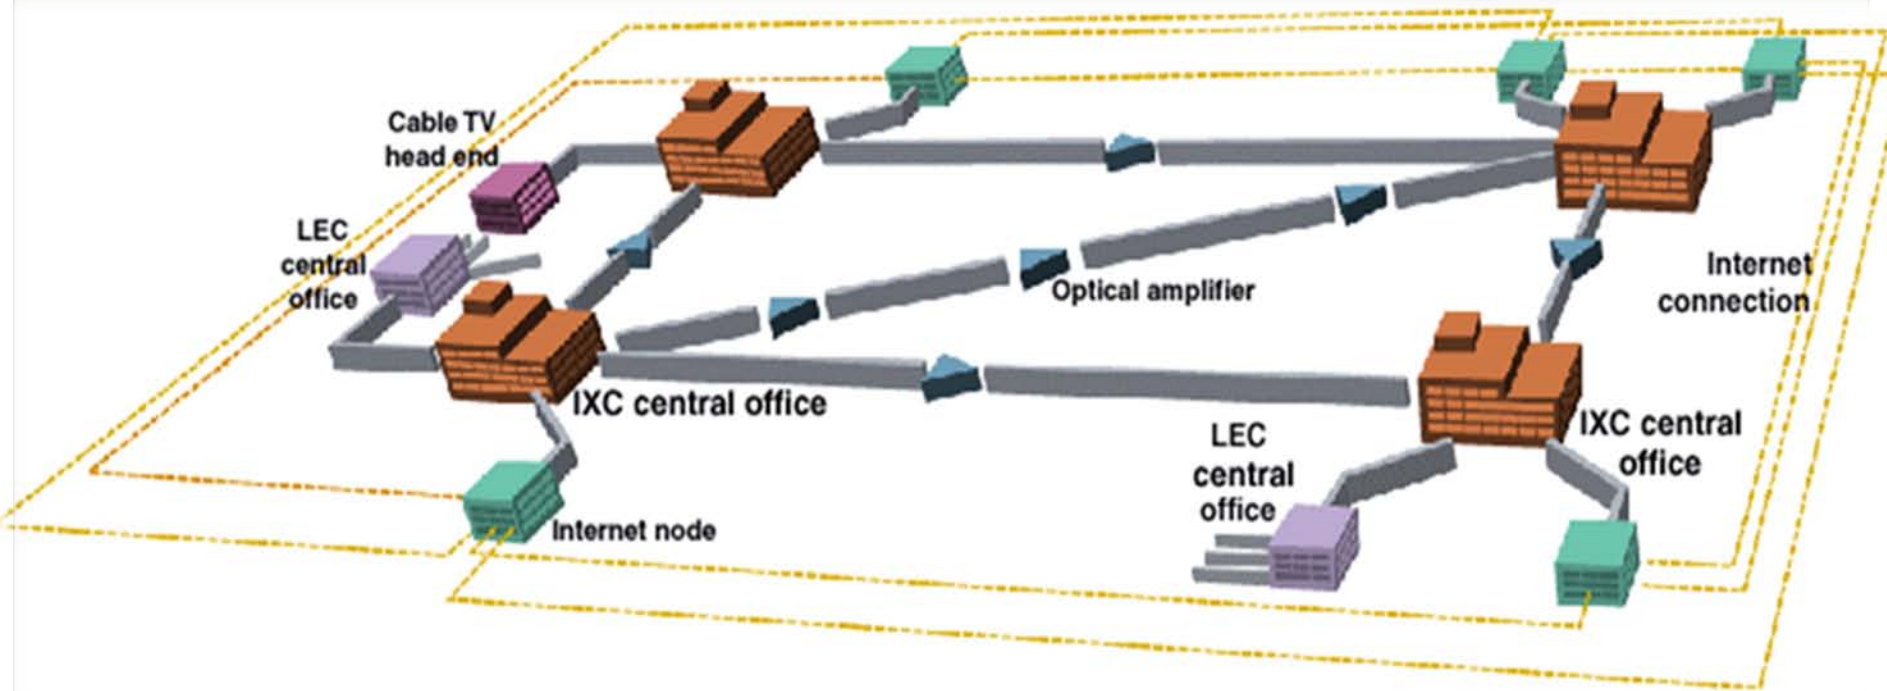 Cable TV
head end
LEC
central
office
Internet
connection
Optical amplifier
IXC central office
IXC central
office
LEC
central
office
Internet node